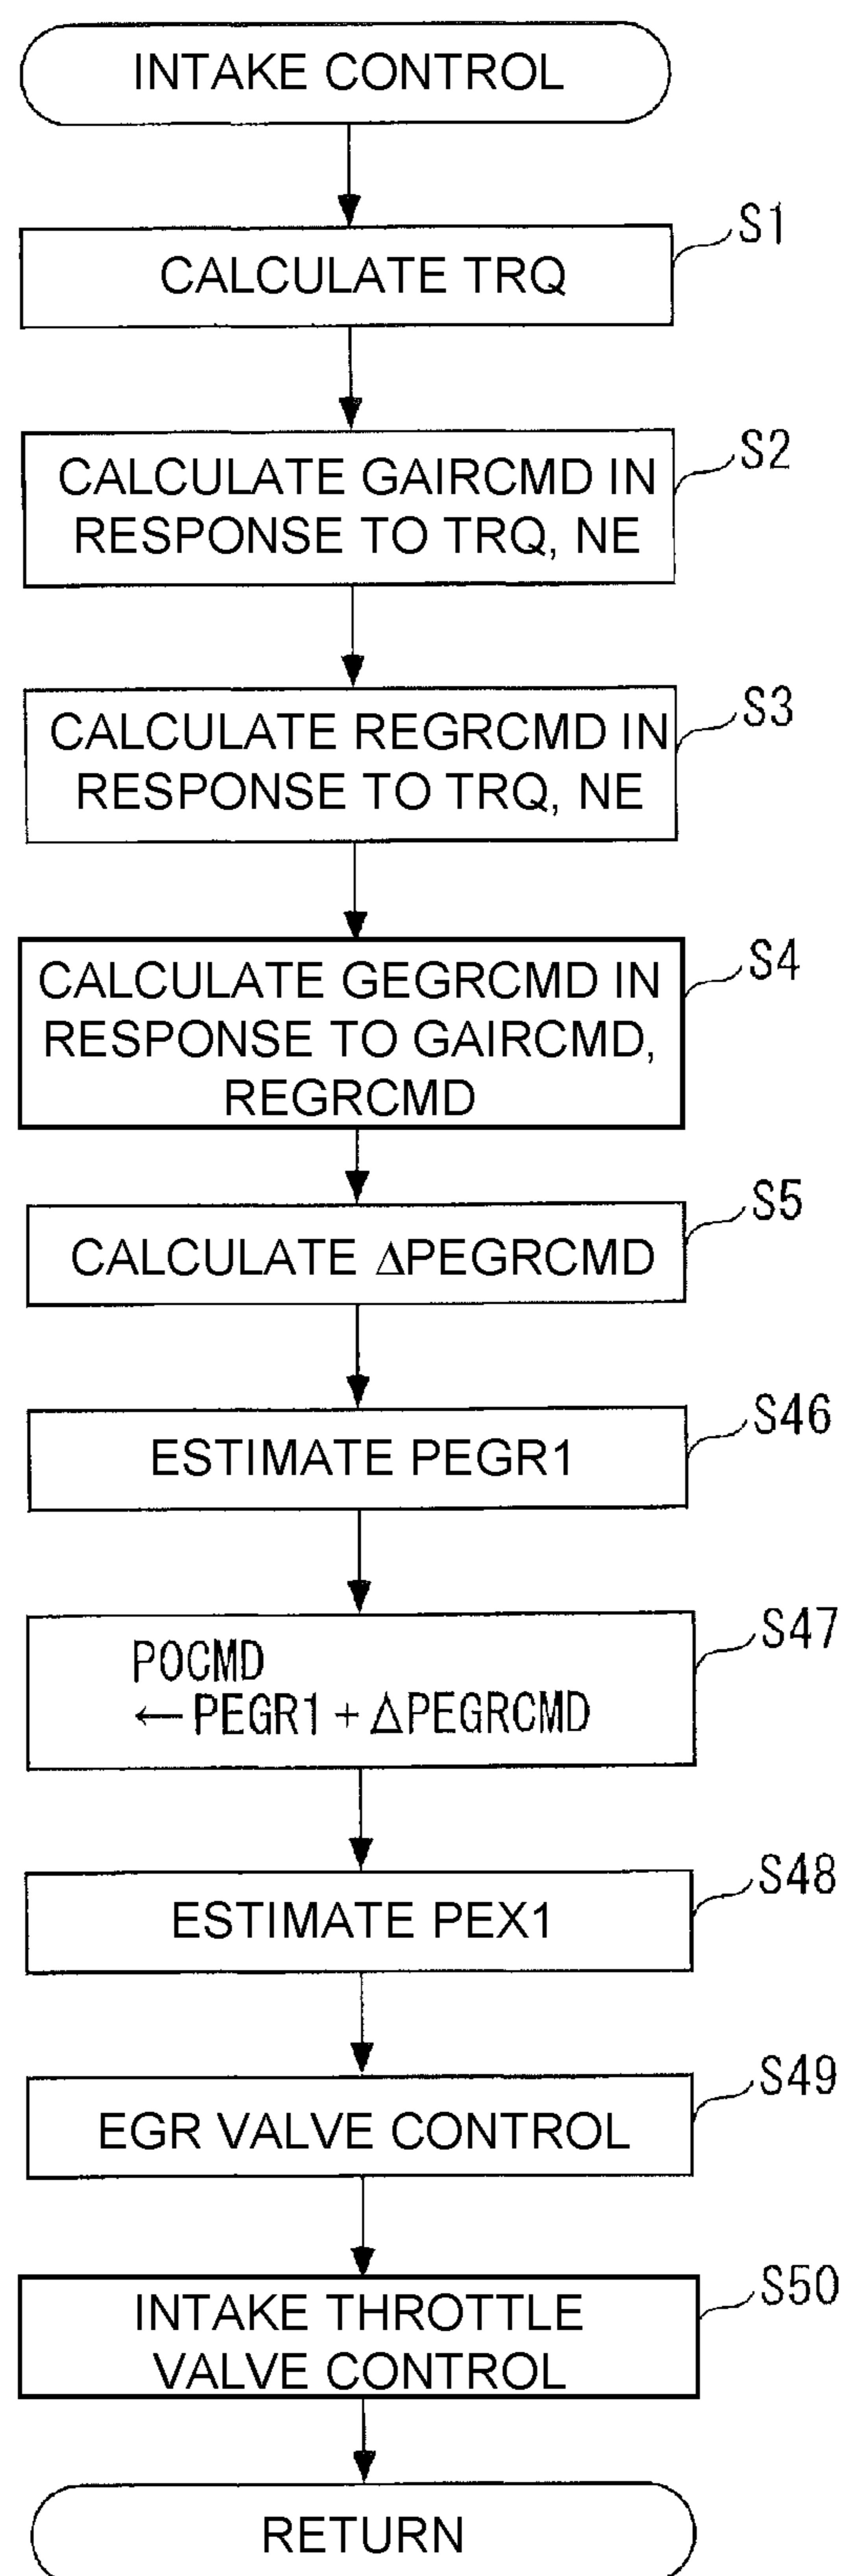 INTAKE CONTROL
S1
CALCULATE TRQ
S2
CALCULATE GAIRCMD IN
RESPONSE TO TRQ, NE
S3
CALCULATE REGRCMD IN
RESPONSE TO TRQ, NE
S4
CALCULATE GEGRCMD IN
RESPONSE TO GAIRCMD,
REGRCMD
S5
CALCULATE ΔPEGRCMD
S46
ESTIMATE PEGR1
S47
POCMD
← PEGR1 + ΔPEGRCMD
S48
ESTIMATE PEX1
S49
EGR VALVE CONTROL
S50
INTAKE THROTTLE
VALVE CONTROL
RETURN